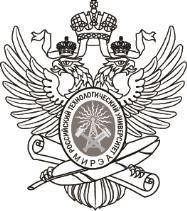 РОССИЙСКИЙ ТЕХНОЛОГИЧЕСКИЙ УНИВЕРСИТЕТ
МИРЭА